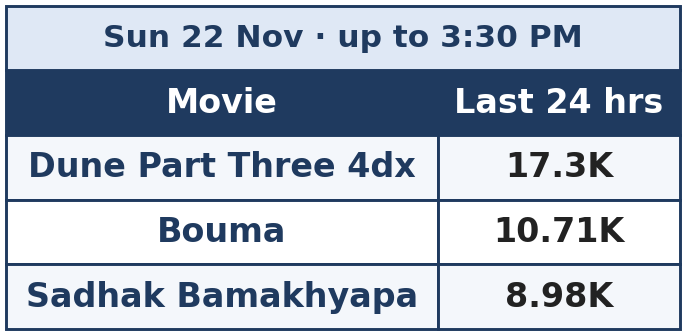 Sun 22 Nov · up to 3:30 PM
Movie Last 24 hrs
Dune Part Three 4dx 17.3K
Bouma 10.71K
Sadhak Bamakhyapa 8.98K